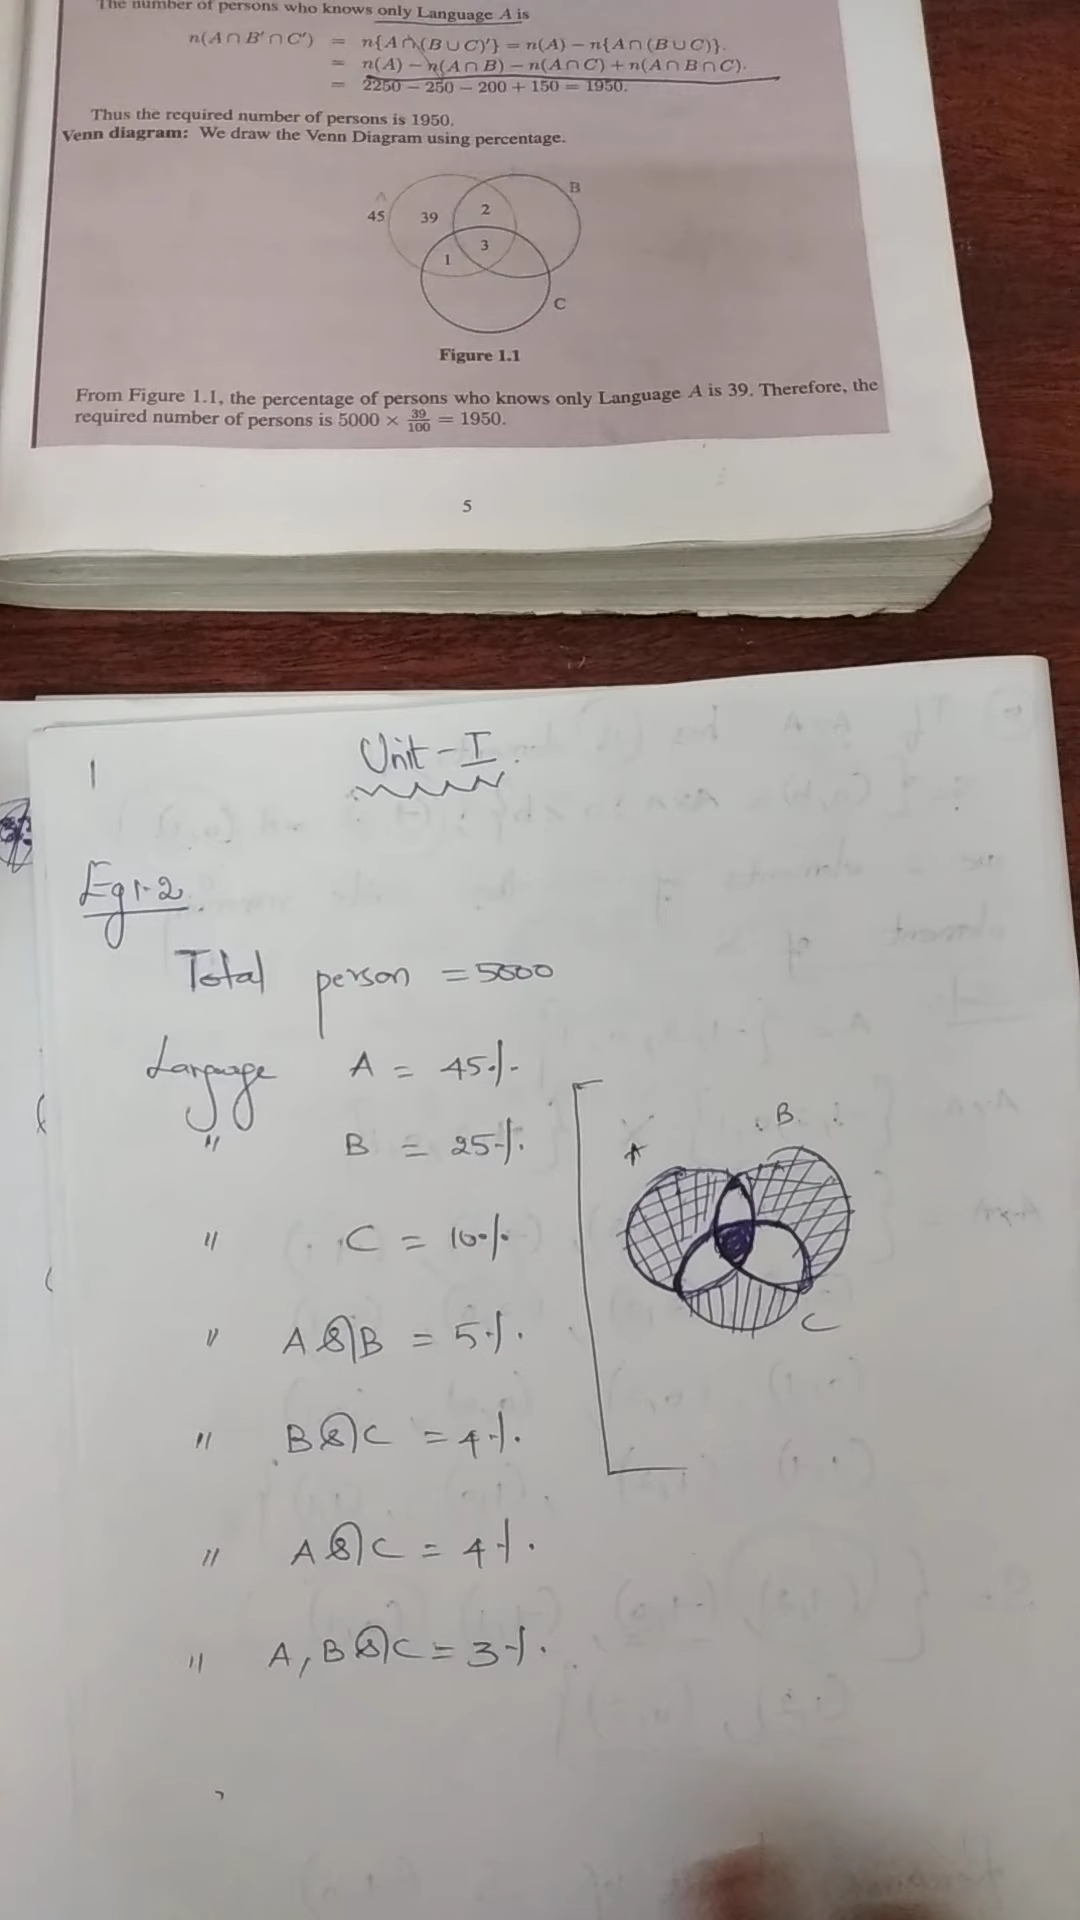 The number of persons who knows only Language A is
n(A ∩ B′ ∩ C′) = n{A ∩ (B ∪ C)′} = n(A) − n{A ∩ (B ∪ C)}.
= n(A) − n(A ∩ B) − n(A ∩ C) + n(A ∩ B ∩ C).
= 2250 − 250 − 200 + 150 = 1950.
Thus the required number of persons is 1950.
Venn diagram: We draw the Venn Diagram using percentage.
A
B
45
39
2
3
1
C
Figure 1.1
From Figure 1.1, the percentage of persons who knows only Language A is 39. Therefore, the
required number of persons is 5000 × 39/100 = 1950.
5
1
Unit - I
Eg 1.2
Total person = 5000
Language A = 45%
" B = 25%
" C = 10%
" A & B = 5%
" B & C = 4%
" A & C = 4%
" A, B & C = 3%
A
B
C